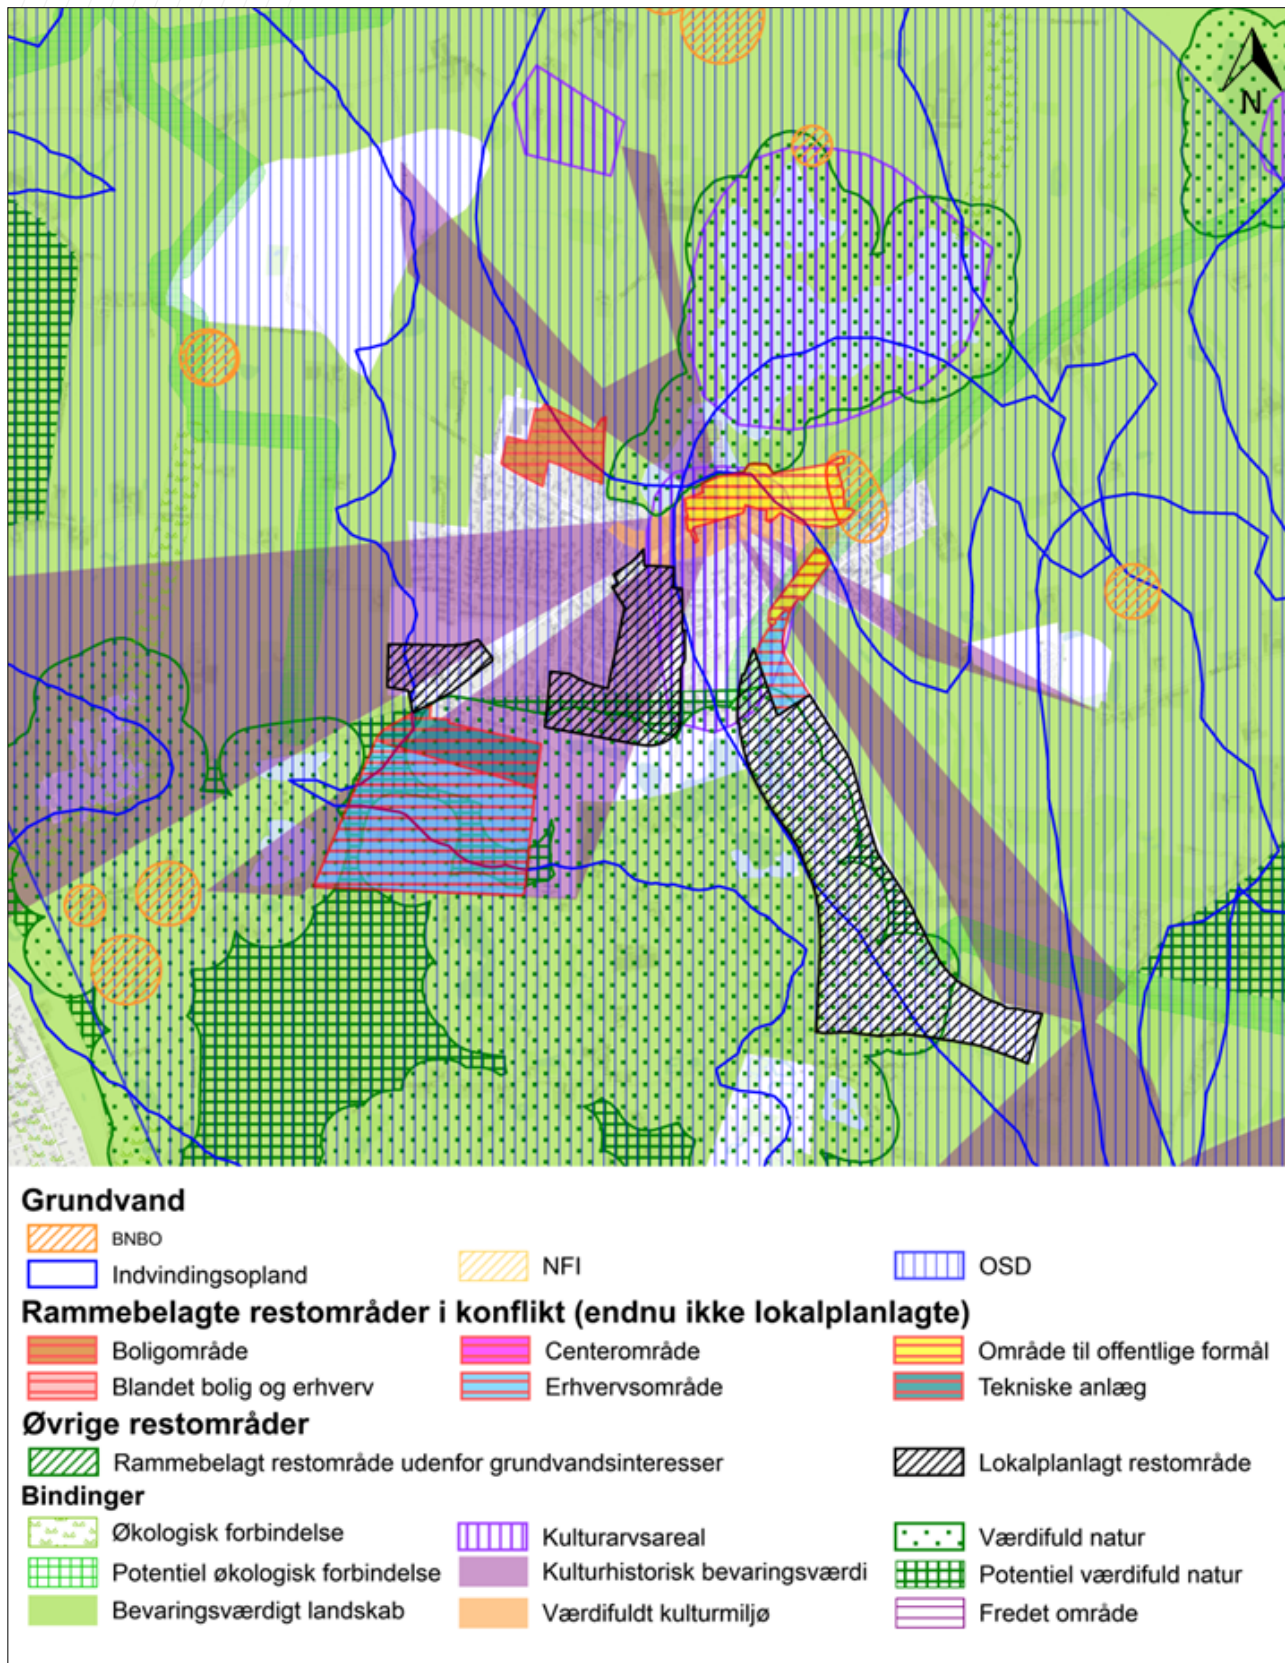 N
Grundvand
BNBO
Indvindingsopland
NFI
OSD
Rammebelagte restområder i konflikt (endnu ikke lokalplanlagte)
Boligområde
Centerområde
Område til offentlige formål
Blandet bolig og erhverv
Erhvervsområde
Tekniske anlæg
Øvrige restområder
Rammebelagt restområde udenfor grundvandsinteresser
Lokalplanlagt restområde
Bindinger
Økologisk forbindelse
Kulturarvsareal
Værdifuld natur
Potentiel økologisk forbindelse
Kulturhistorisk bevaringsværdi
Potentiel værdifuld natur
Bevaringsværdigt landskab
Værdifuldt kulturmiljø
Fredet område